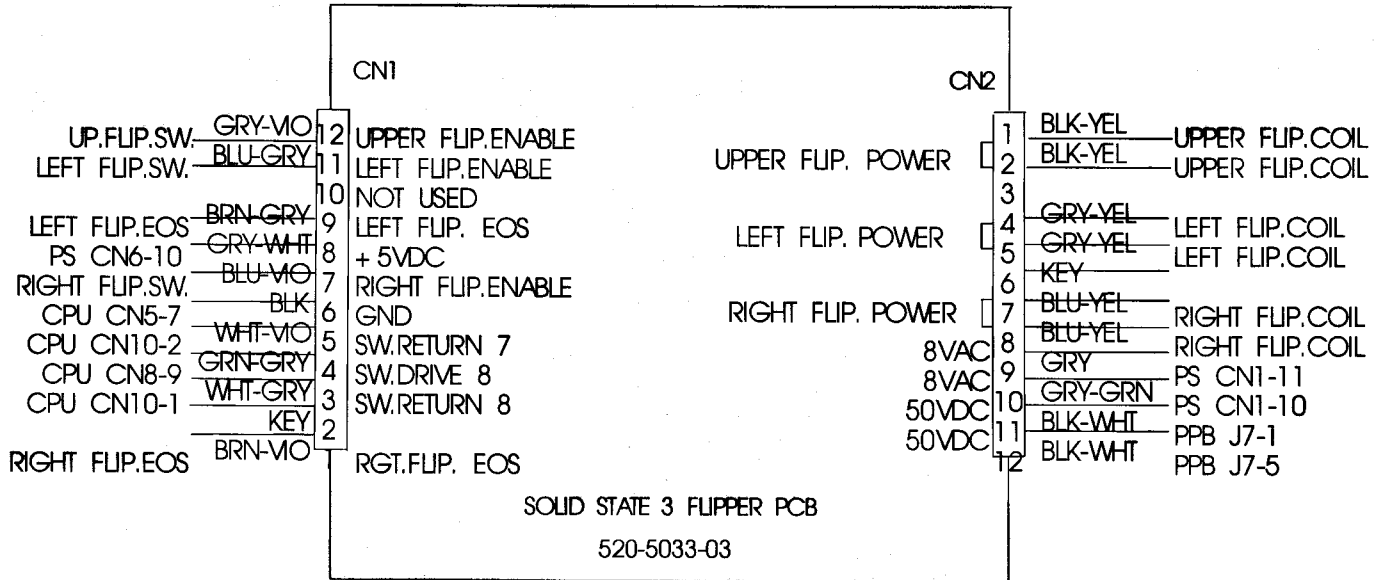 CN1
CN2
UP.FLIP.SW. GRY-VIO 12 UPPER FLIP.ENABLE
LEFT FLIP.SW. BLU-GRY 11 LEFT FLIP.ENABLE
10 NOT USED
LEFT FLIP.EOS BRN-GRY 9 LEFT FLIP. EOS
PS CN6-10 GRY-WHT 8 + 5VDC
RIGHT FLIP.SW. BLU-VIO 7 RIGHT FLIP.ENABLE
CPU CN5-7 BLK 6 GND
CPU CN10-2 WHT-VIO 5 SW.RETURN 7
CPU CN8-9 GRN-GRY 4 SW.DRIVE 8
CPU CN10-1 WHT-GRY 3 SW.RETURN 8
KEY 2
RIGHT FLIP.EOS BRN-VIO RGT.FLIP. EOS
UPPER FLIP. POWER
1 BLK-YEL UPPER FLIP.COIL
2 BLK-YEL UPPER FLIP.COIL
3
LEFT FLIP. POWER
4 GRY-YEL LEFT FLIP.COIL
5 GRY-YEL LEFT FLIP.COIL
6 KEY
RIGHT FLIP. POWER
7 BLU-YEL RIGHT FLIP.COIL
8 BLU-YEL RIGHT FLIP.COIL
8VAC 9 GRY PS CN1-11
8VAC 10 GRY-GRN PS CN1-10
50VDC 11 BLK-WHT PPB J7-1
50VDC 12 BLK-WHT PPB J7-5
SOLID STATE 3 FLIPPER PCB
520-5033-03